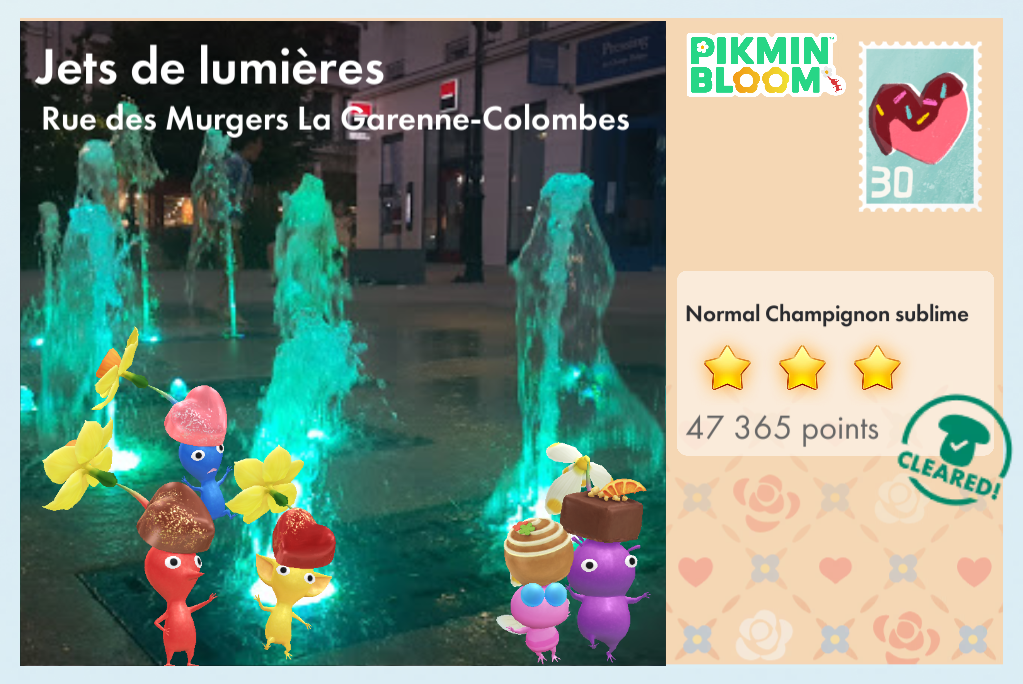 Jets de lumières
Rue des Murgers La Garenne-Colombes
Pressing
PIKMIN
BLOOM
30
Normal Champignon sublime
47 365 points
CLEARED!